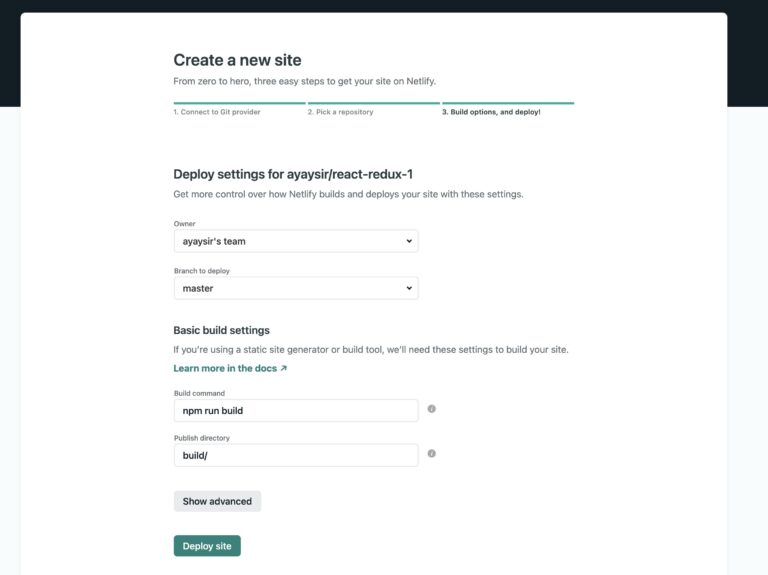 Create a new site
From zero to hero, three easy steps to get your site on Netlify.
1. Connect to Git provider
2. Pick a repository
3. Build options, and deploy!
Deploy settings for ayaysir/react-redux-1
Get more control over how Netlify builds and deploys your site with these settings.
Owner
ayaysir's team
Branch to deploy
master
Basic build settings
If you're using a static site generator or build tool, we'll need these settings to build your site.
Learn more in the docs ↗
Build command
npm run build
Publish directory
build/
Show advanced
Deploy site